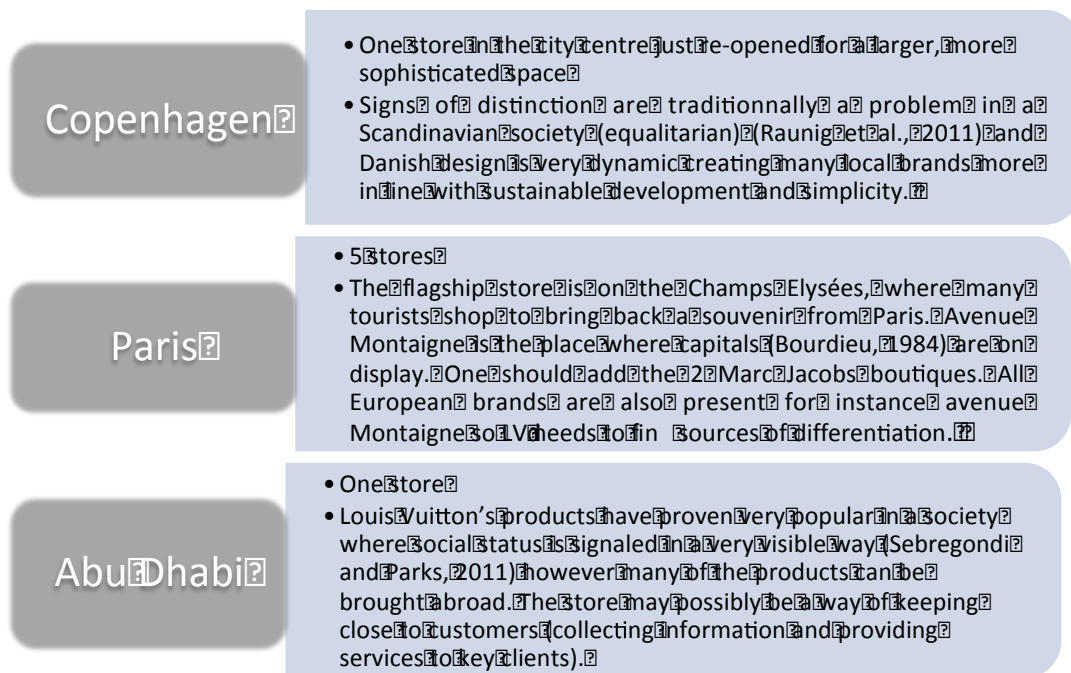 Copenhagen
• One store in the city centre just re-opened for a larger, more
sophisticated space
• Signs of distinction are traditionnally a problem in a
Scandinavian society (equalitarian) (Raunig et al., 2011) and
Danish design is very dynamic creating many local brands more
in line with sustainable development and simplicity.
Paris
• 5 stores
• The flagship store is on the Champs Elysées, where many
tourists shop to bring back a souvenir from Paris. Avenue
Montaigne is the place where capitals (Bourdieu, 1984) are on
display. One should add the 2 Marc Jacobs boutiques. All
European brands are also present for instance avenue
Montaigne so LV needs to fin sources of differentiation.
Abu Dhabi
• One store
• Louis Vuitton’s products have proven very popular in a society
where social status is signaled in a very visible way (Sebregondi
and Parks, 2011) however many of the products can be
brought abroad. The store may possibly be a way of keeping
close to customers (collecting information and providing
services to key clients).